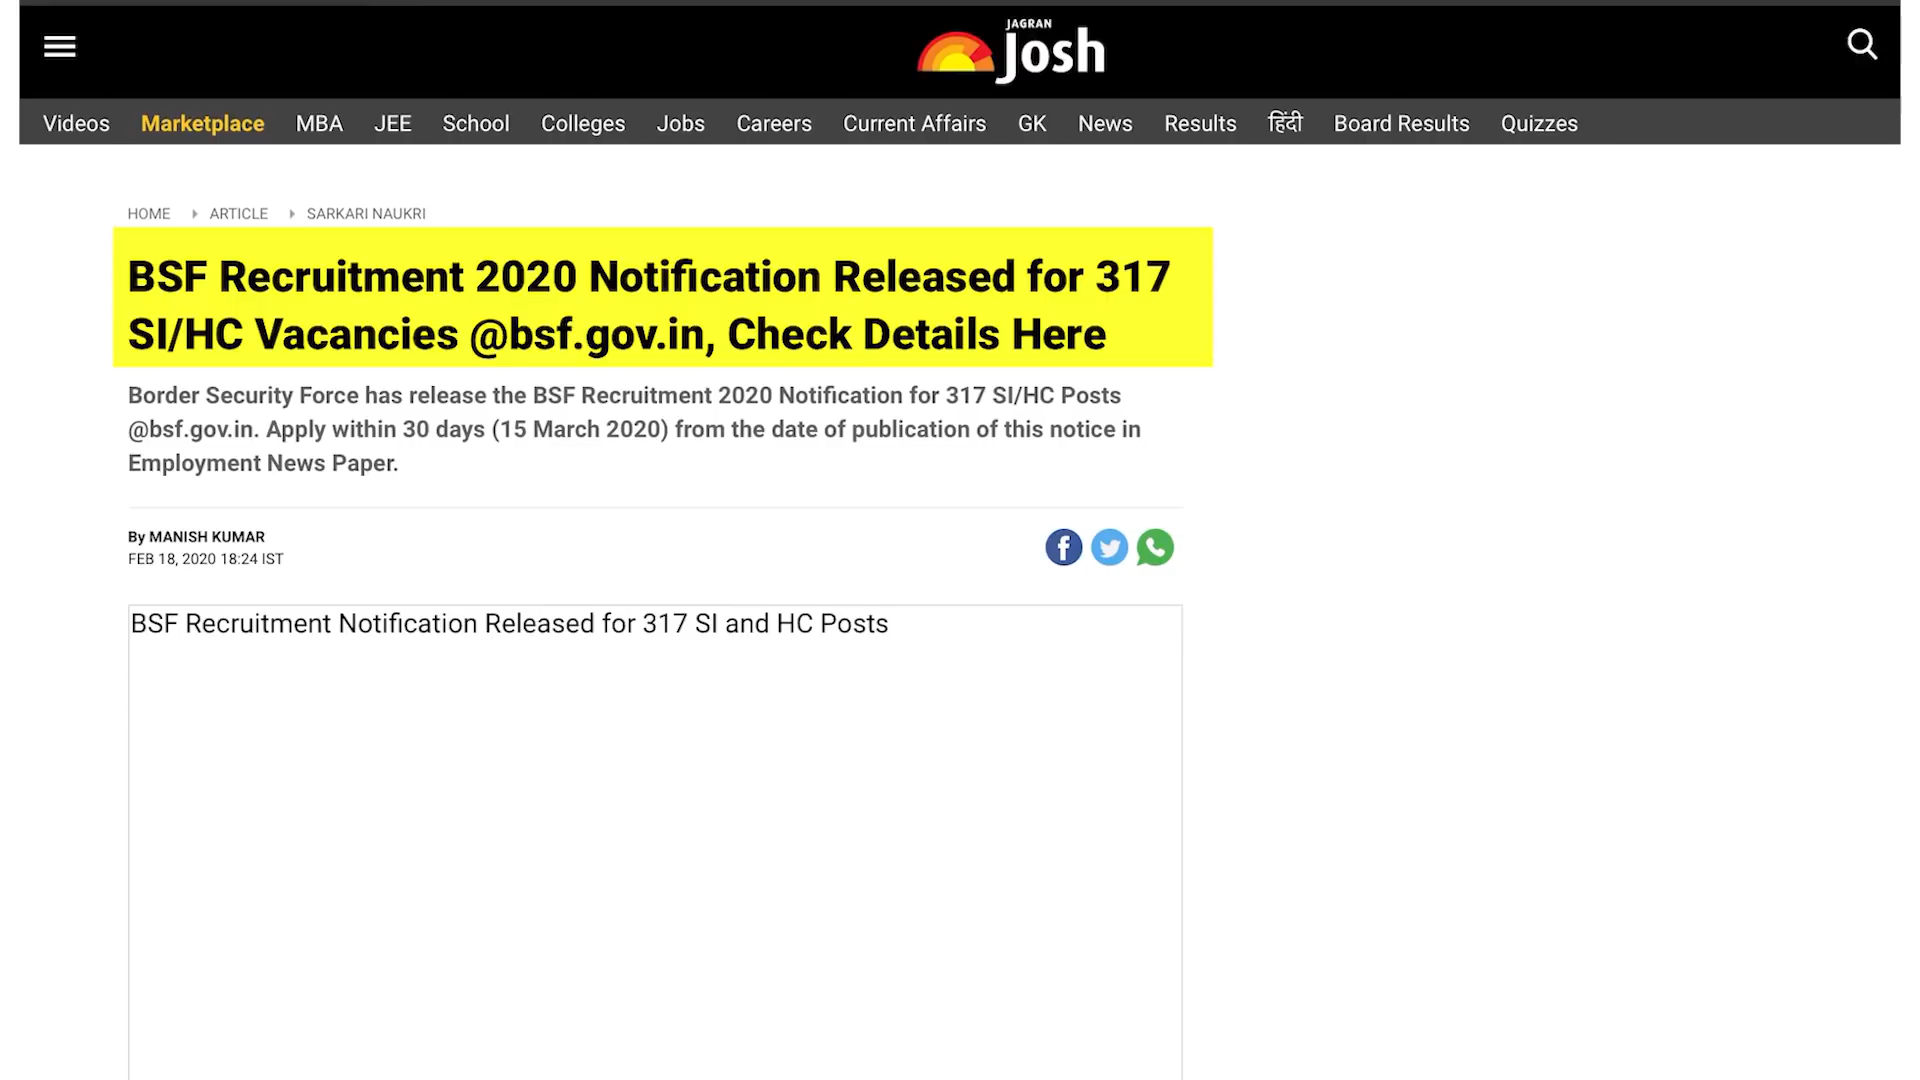 JAGRAN
Josh
Videos Marketplace MBA JEE School Colleges Jobs Careers Current Affairs GK News Results हिंदी Board Results Quizzes
HOME ARTICLE SARKARI NAUKRI
BSF Recruitment 2020 Notification Released for 317
SI/HC Vacancies @bsf.gov.in, Check Details Here
Border Security Force has release the BSF Recruitment 2020 Notification for 317 SI/HC Posts
@bsf.gov.in. Apply within 30 days (15 March 2020) from the date of publication of this notice in
Employment News Paper.
By MANISH KUMAR
FEB 18, 2020 18:24 IST
BSF Recruitment Notification Released for 317 SI and HC Posts